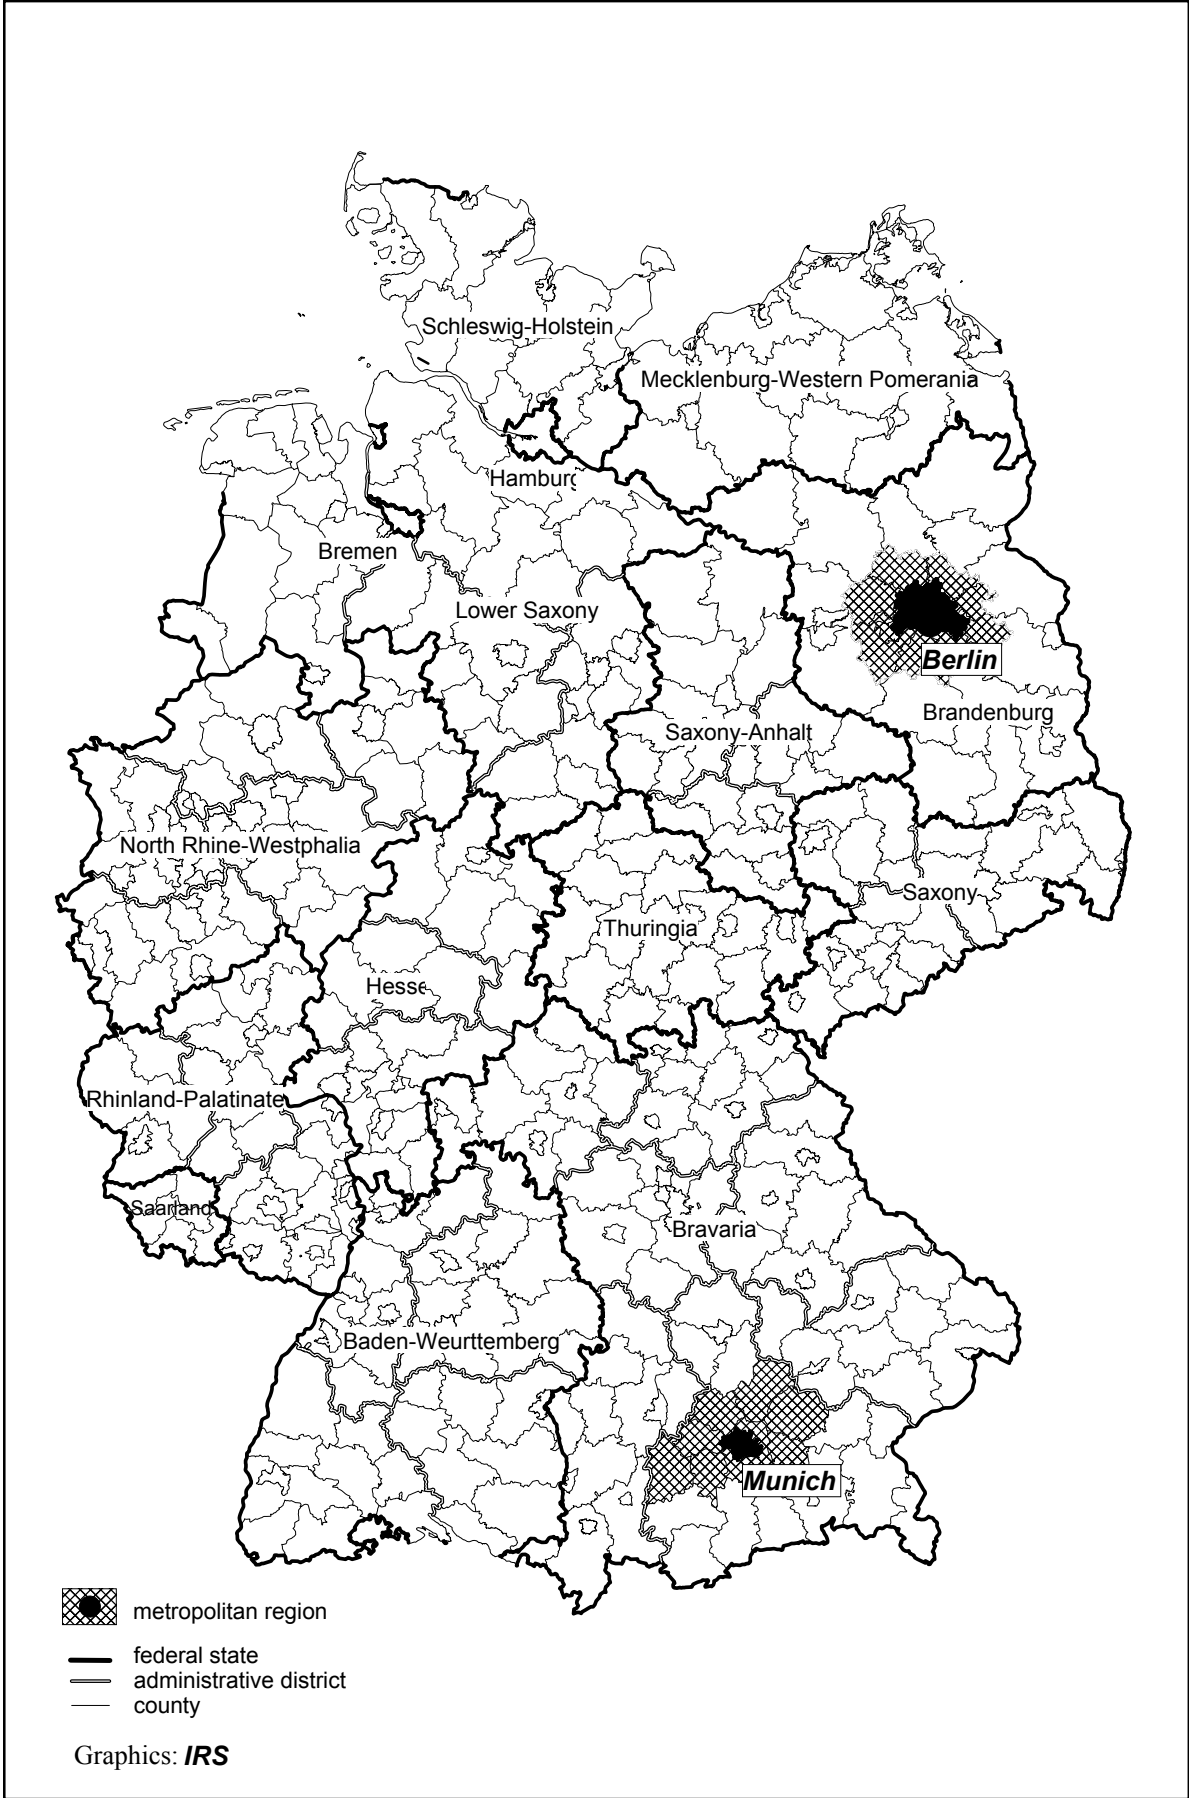 Schleswig-Holstein
Mecklenburg-Western Pomerania
Hamburg
Bremen
Lower Saxony
Berlin
Brandenburg
Saxony-Anhalt
North Rhine-Westphalia
Saxony
Thuringia
Hesse
Rhinland-Palatinate
Saarland
Bravaria
Baden-Weurttemberg
Munich
metropolitan region
federal state
administrative district
county
Graphics: IRS